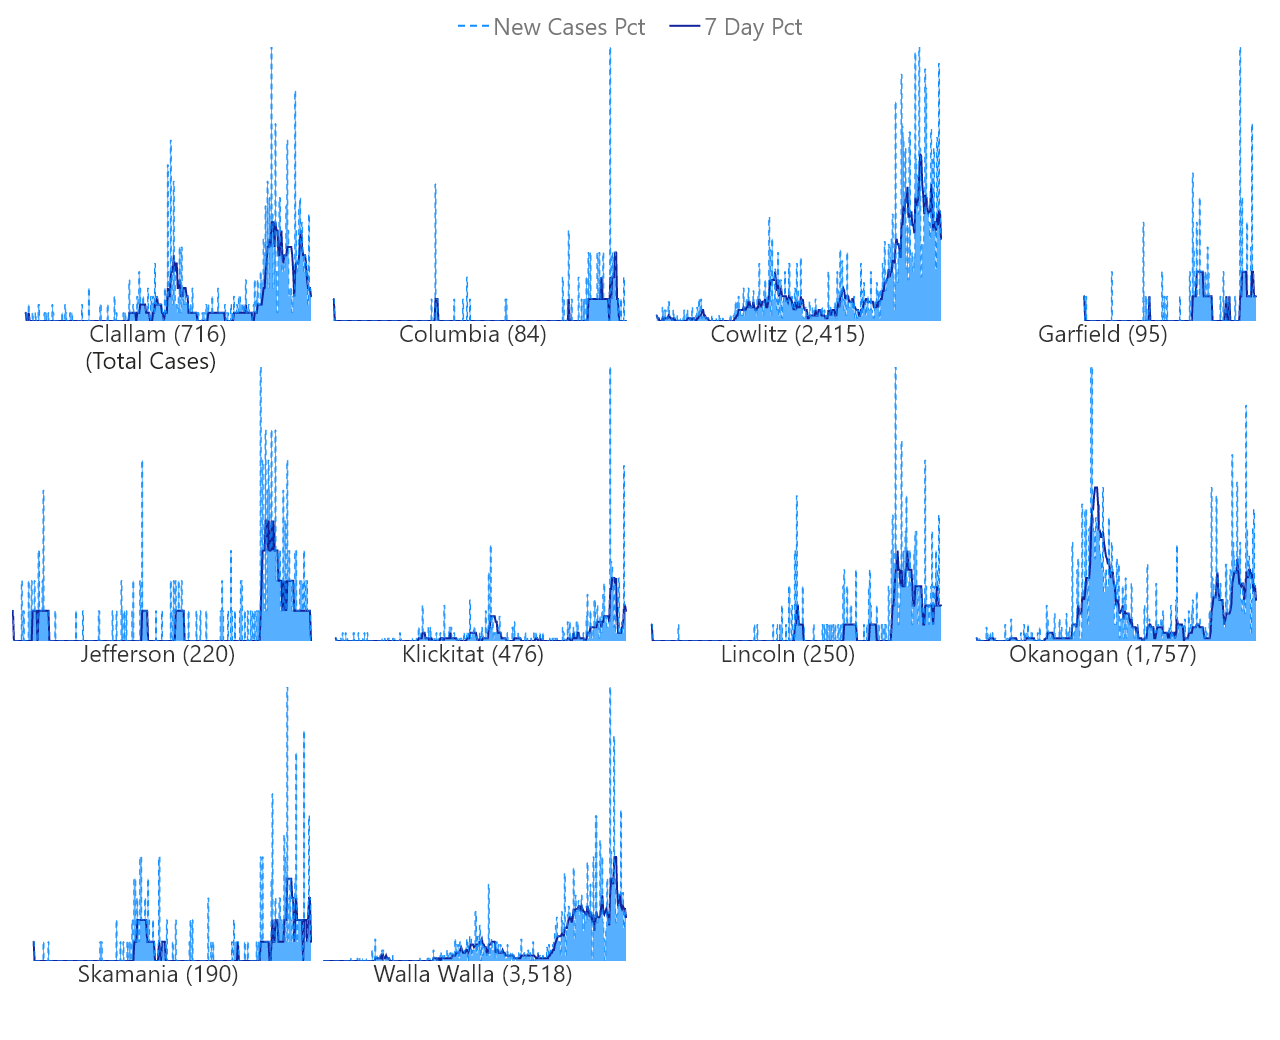 New Cases Pct 7 Day Pct
Clallam (716) Columbia (84) Cowlitz (2,415) Garfield (95)
(Total Cases)
Jefferson (220) Klickitat (476) Lincoln (250) Okanogan (1,757)
Skamania (190) Walla Walla (3,518)